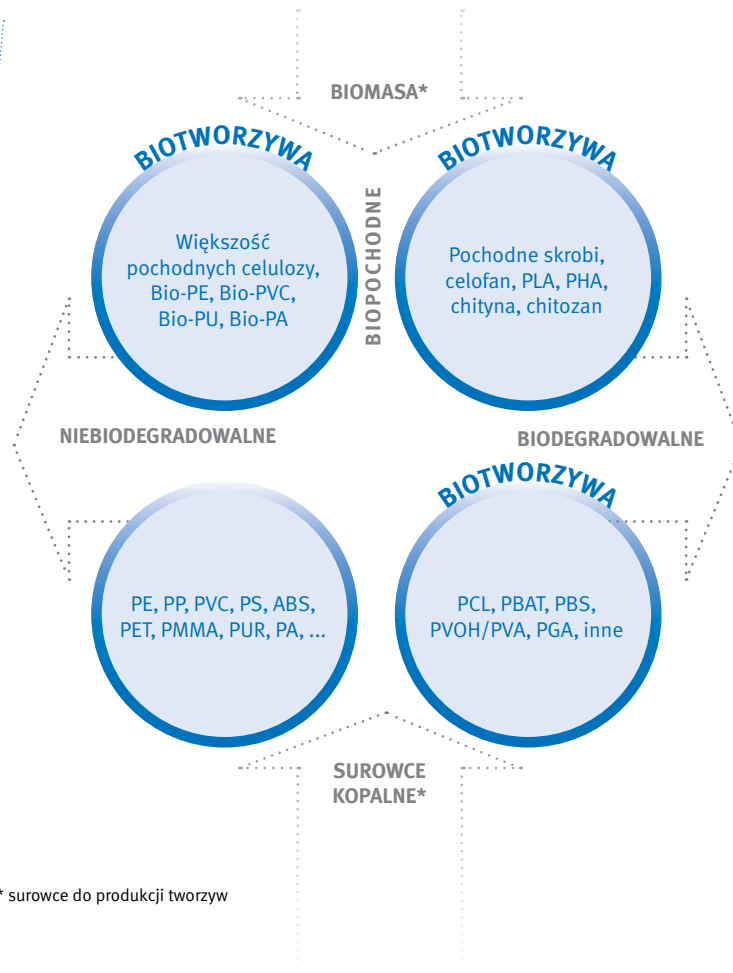 BIOMASA*
BIOTWORZYWA
BIOTWORZYWA
Większość
pochodnych celulozy,
Bio-PE, Bio-PVC,
Bio-PU, Bio-PA
BIOPOCHODNE
Pochodne skrobi,
celofan, PLA, PHA,
chityna, chitozan
NIEBIODEGRADOWALNE
BIODEGRADOWALNE
BIOTWORZYWA
PE, PP, PVC, PS, ABS,
PET, PMMA, PUR, PA, ...
PCL, PBAT, PBS,
PVOH/PVA, PGA, inne
SUROWCE
KOPALNE*
* surowce do produkcji tworzyw